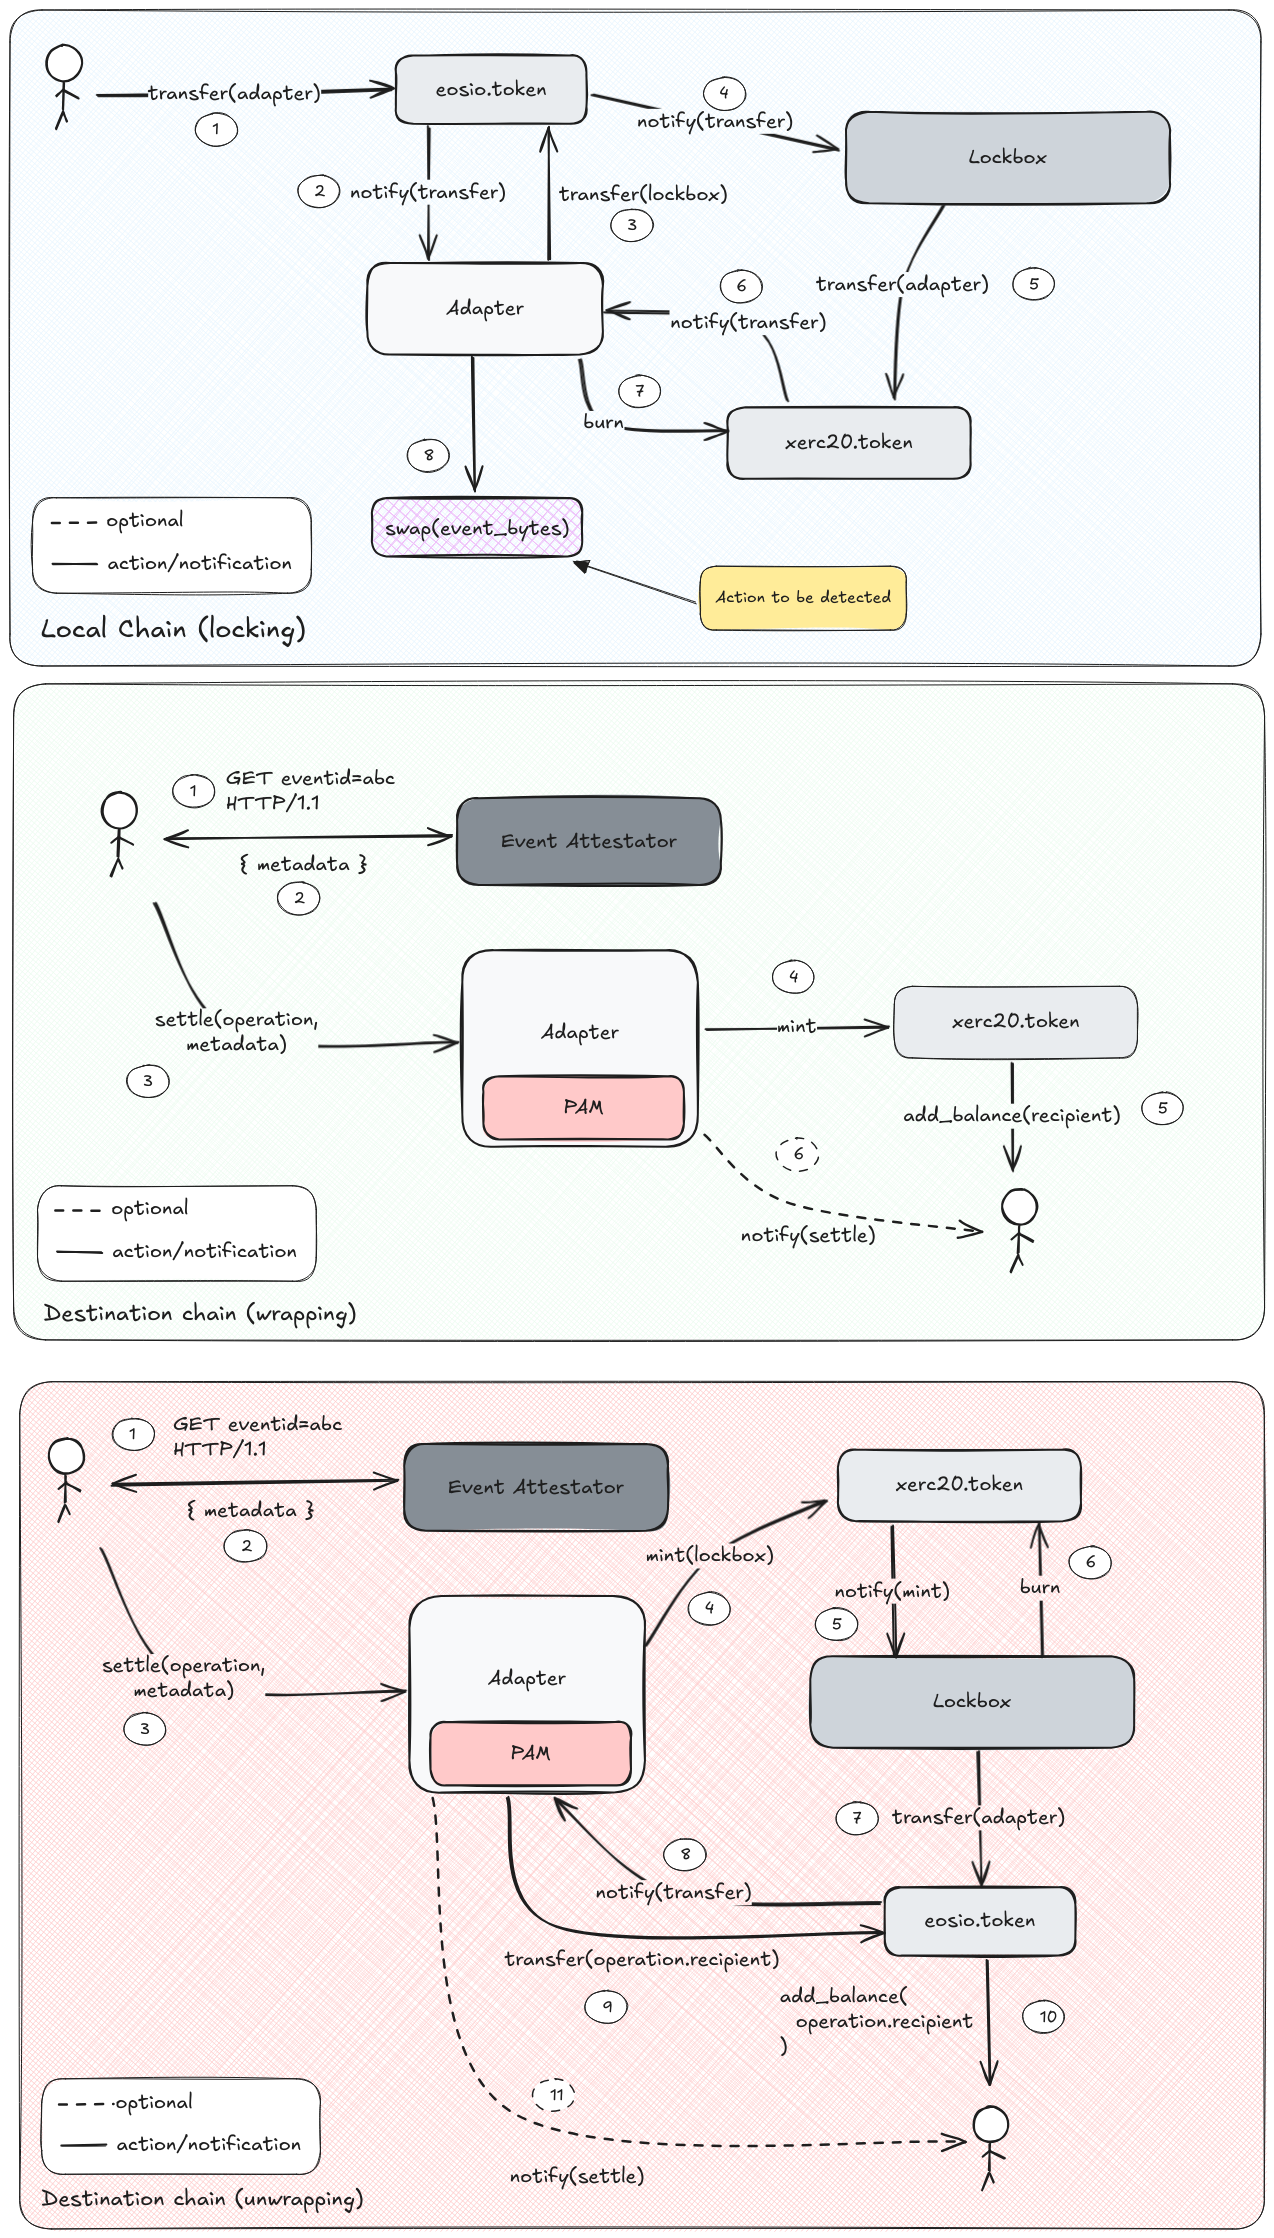 transfer(adapter)
1
eosio.token
4
notify(transfer)
Lockbox
2
notify(transfer)
transfer(lockbox)
3
Adapter
6
notify(transfer)
transfer(adapter)
5
7
burn
xerc20.token
8
swap(event_bytes)
Action to be detected
optional
action/notification
Local Chain (locking)
1
GET eventid=abc
HTTP/1.1
{ metadata }
2
Event Attestator
settle(operation,
metadata)
3
Adapter
PAM
4
mint
xerc20.token
add_balance(recipient)
5
6
notify(settle)
optional
action/notification
Destination chain (wrapping)
1
GET eventid=abc
HTTP/1.1
{ metadata }
2
Event Attestator
xerc20.token
mint(lockbox)
4
notify(mint)
5
burn
6
settle(operation,
metadata)
3
Adapter
PAM
Lockbox
7
transfer(adapter)
8
notify(transfer)
eosio.token
transfer(operation.recipient)
9
add_balance(
operation.recipient
)
10
11
notify(settle)
optional
action/notification
Destination chain (unwrapping)